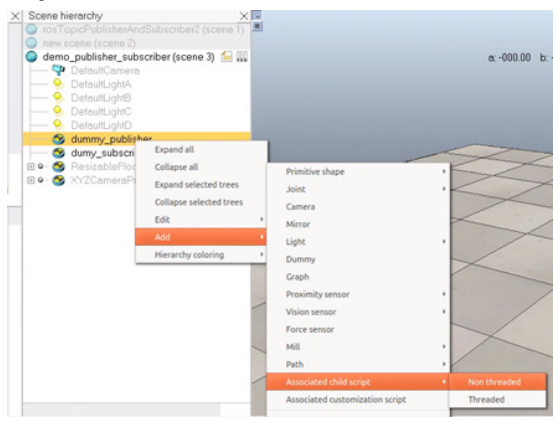 Scene hierarchy
rosTopicPublisherAndSubscriber2 (scene 1)
new scene (scene 2)
demo_publisher_subscriber (scene 3)
DefaultCamera
DefaultLightA
DefaultLightB
DefaultLightC
DefaultLightD
dummy_publisher
dumy_subscri
ResizableFloo
XYZCameraPr
Expand all
Collapse all
Expand selected trees
Collapse selected trees
Edit
Add
Hierarchy coloring
Primitive shape
Joint
Camera
Mirror
Light
Dummy
Graph
Proximity sensor
Vision sensor
Force sensor
Mill
Path
Associated child script
Associated customization script
Non threaded
Threaded
a: -000.00 b: -